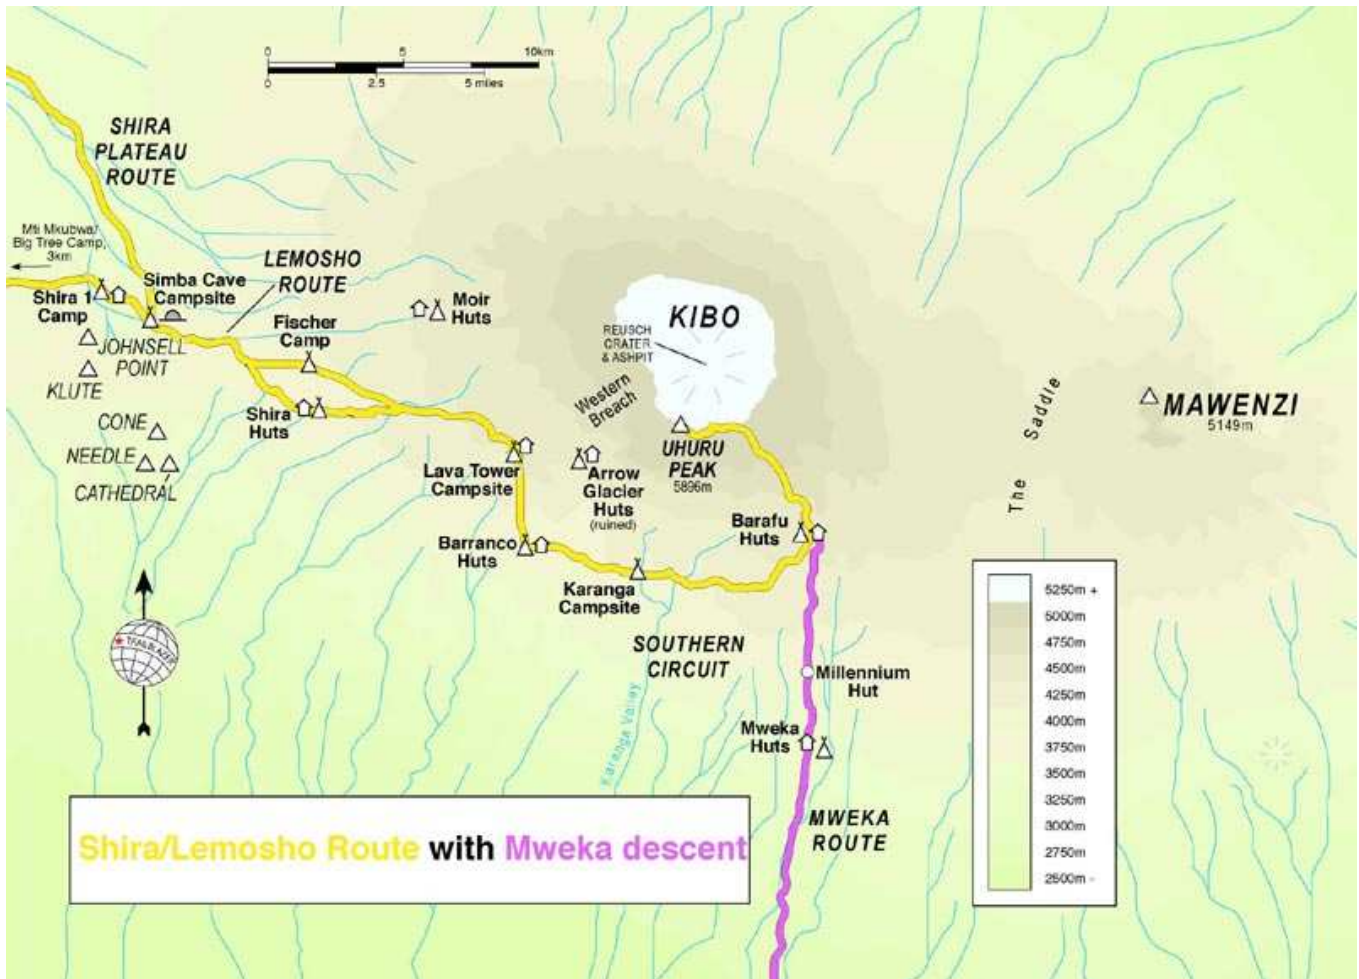 0 5 10km
0 2.5 5 miles
SHIRA
PLATEAU
ROUTE
Mti Mkubwa/
Big Tree Camp,
3km
LEMOSHO
ROUTE
Simba Cave
Campsite
Shira 1
Camp
Moir
Huts
Fischer
Camp
KIBO
REUSCH
CRATER
& ASHPIT
JOHNSELL
POINT
KLUTE
Western
Breach
The Saddle
MAWENZI
5149m
Shira
Huts
CONE
NEEDLE
CATHEDRAL
UHURU
PEAK
5896m
Lava Tower
Campsite
Arrow
Glacier
Huts
(ruined)
Barafu
Huts
Barranco
Huts
Karanga
Campsite
TRAILBLAZER
SOUTHERN
CIRCUIT
Karanga Valley
Millennium
Hut
Mweka
Huts
MWEKA
ROUTE
5250m +
5000m
4750m
4500m
4250m
4000m
3750m
3500m
3250m
3000m
2750m
2500m -
Shira/Lemosho Route with Mweka descent